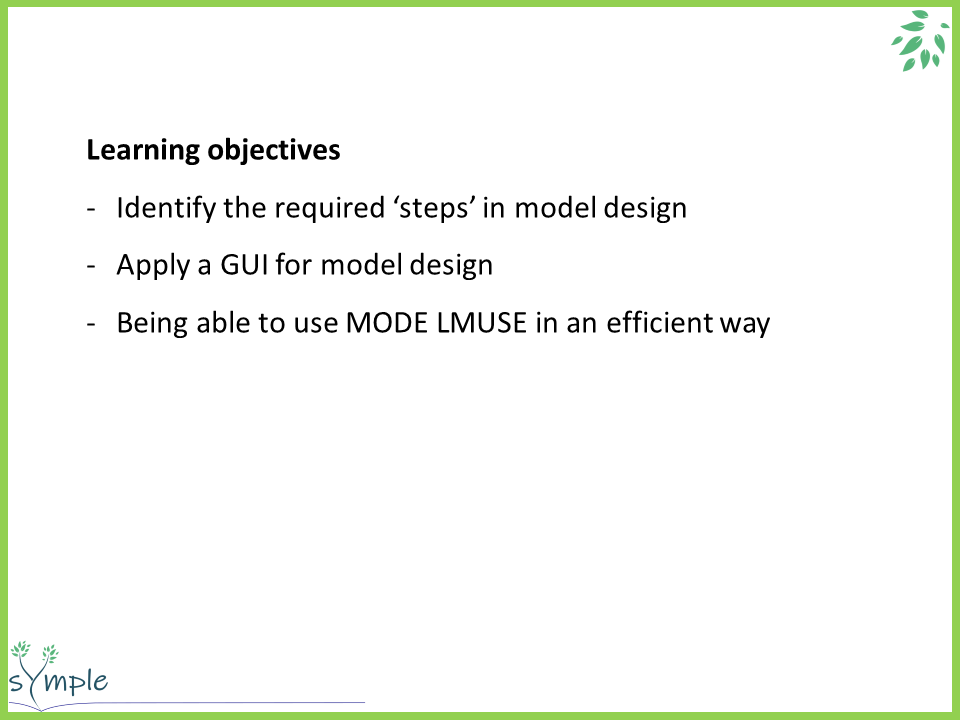 Learning objectives
- Identify the required ‘steps’ in model design
- Apply a GUI for model design
- Being able to use MODE LMUSE in an efficient way
sYmple